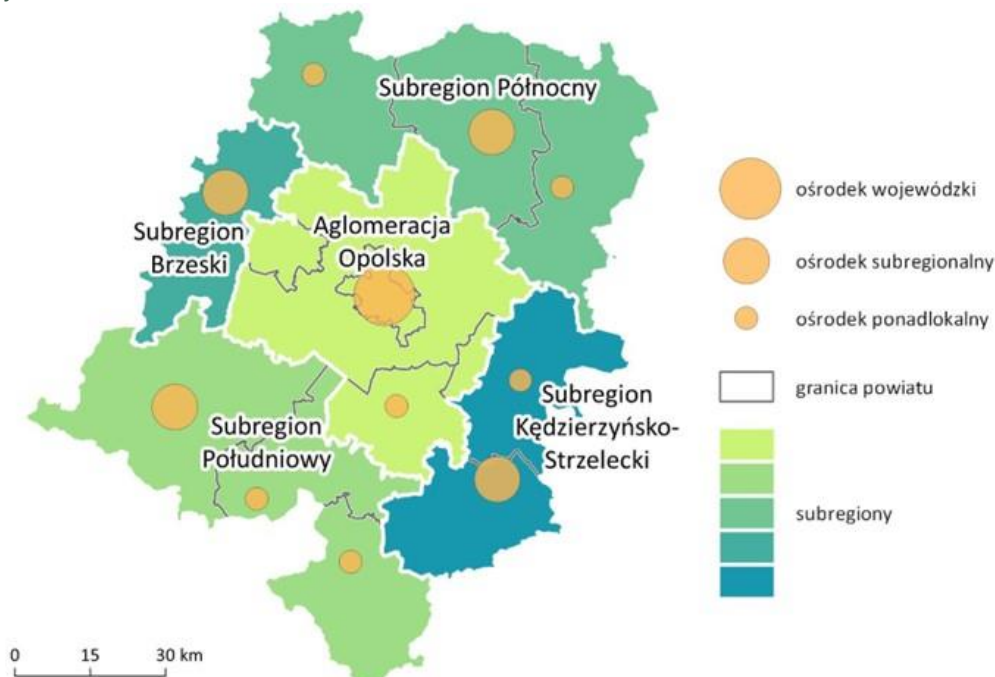 Subregion Północny
Subregion
Brzeski
Aglomeracja
Opolska
Subregion
Kędzierzyńsko-
Strzelecki
Subregion
Południowy
ośrodek wojewódzki
ośrodek subregionalny
ośrodek ponadlokalny
granica powiatu
subregiony
0 15 30 km